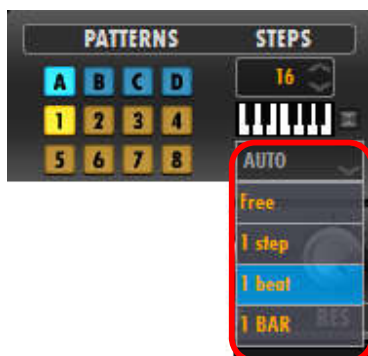 PATTERNS STEPS
A B C D 16
1 2 3 4
5 6 7 8 AUTO
Free
1 step
1 beat
1 BAR RES